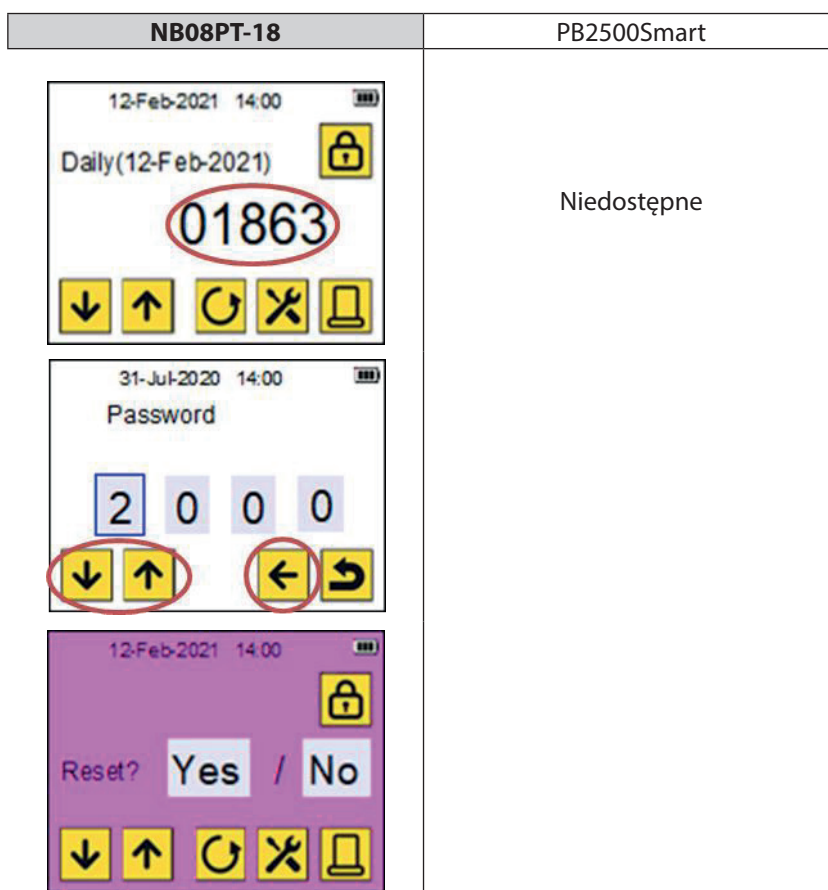 NB08PT-18 PB2500Smart
12-Feb-2021 14:00
Daily(12-Feb-2021)
01863
Niedostępne
31-Jul-2020 14:00
Password
2 0 0 0
12-Feb-2021 14:00
Reset? Yes / No